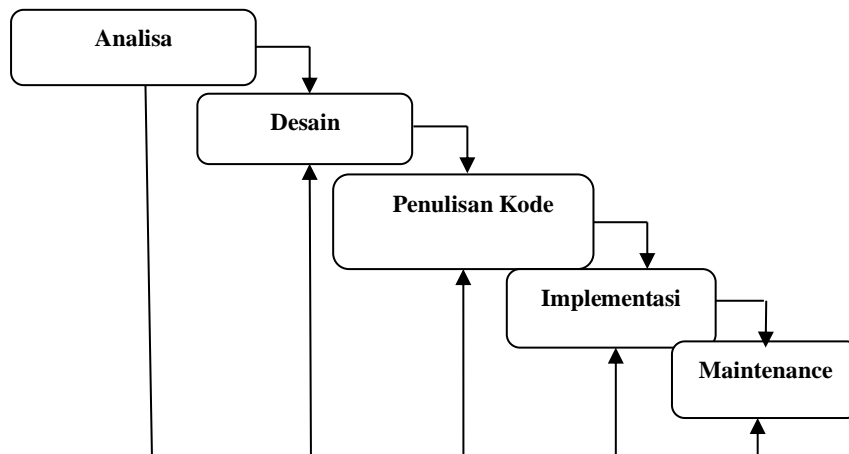 Analisa
Desain
Penulisan Kode
Implementasi
Maintenance